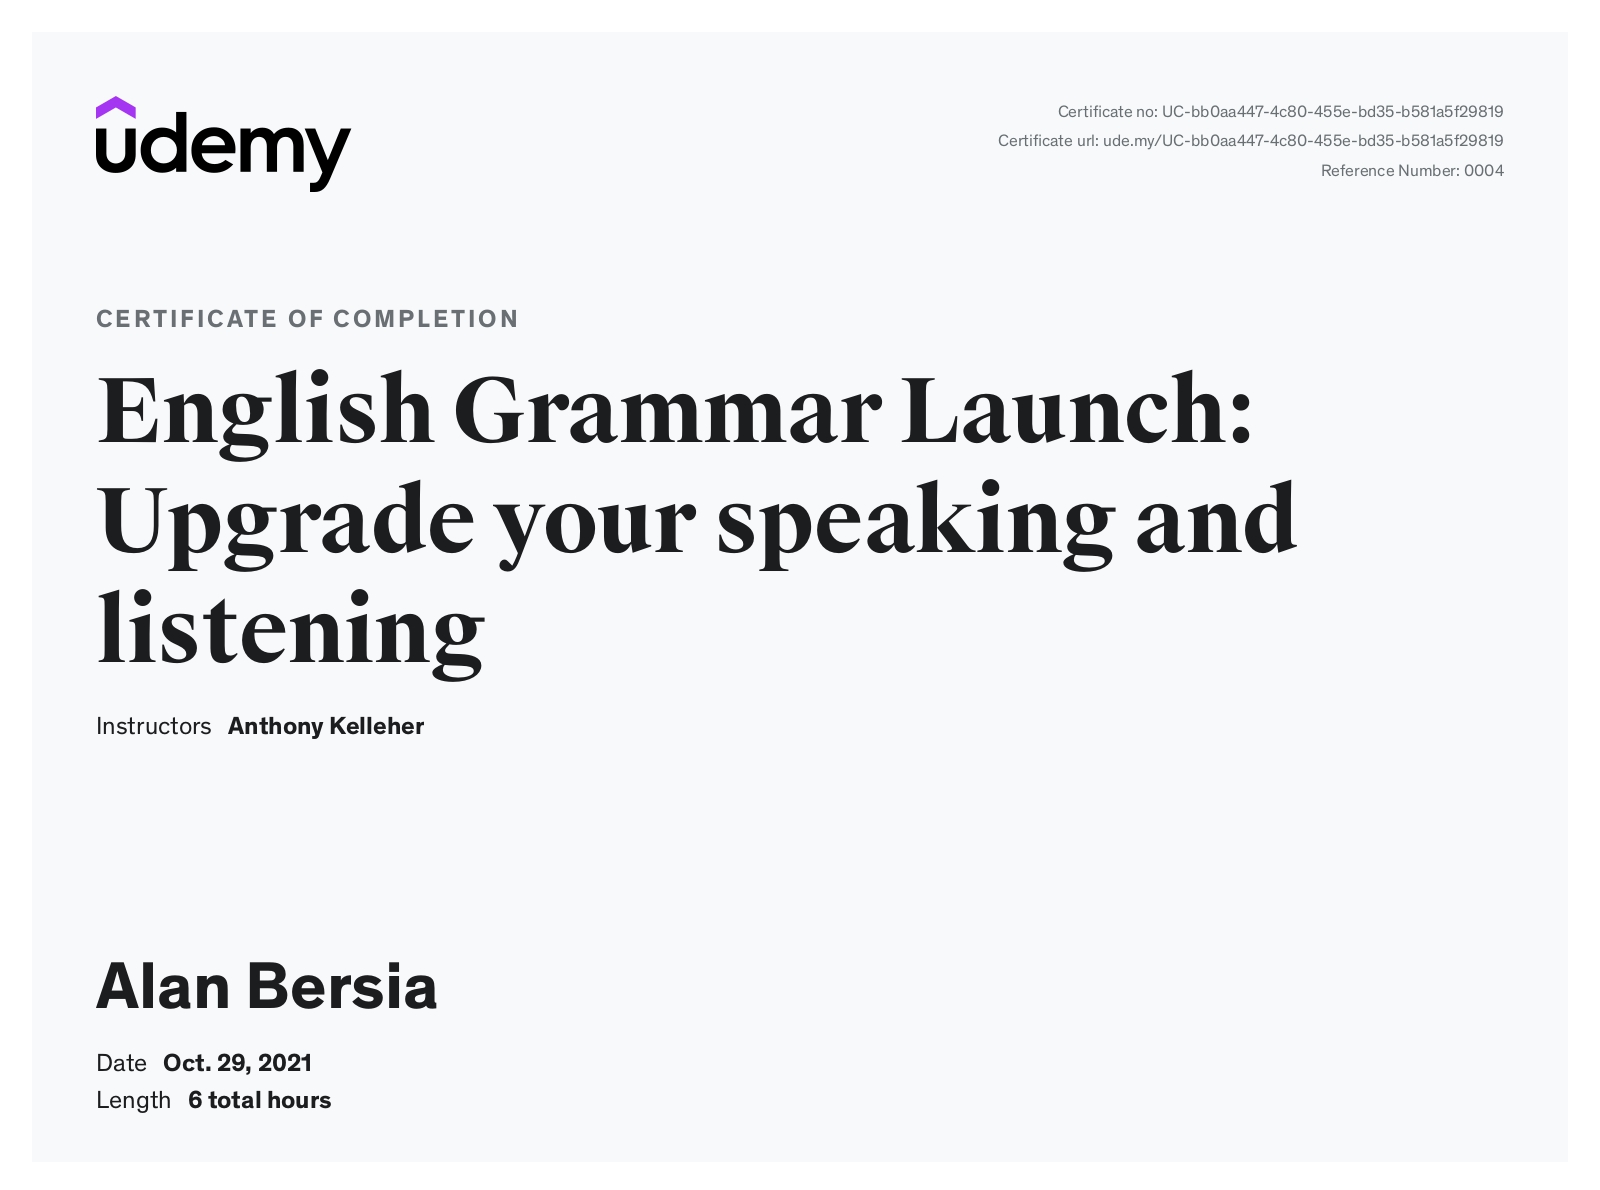 udemy
Certificate no: UC-bb0aa447-4c80-455e-bd35-b581a5f29819
Certificate url: ude.my/UC-bb0aa447-4c80-455e-bd35-b581a5f29819
Reference Number: 0004
CERTIFICATE OF COMPLETION
English Grammar Launch:
Upgrade your speaking and
listening
Instructors Anthony Kelleher
Alan Bersia
Date Oct. 29, 2021
Length 6 total hours